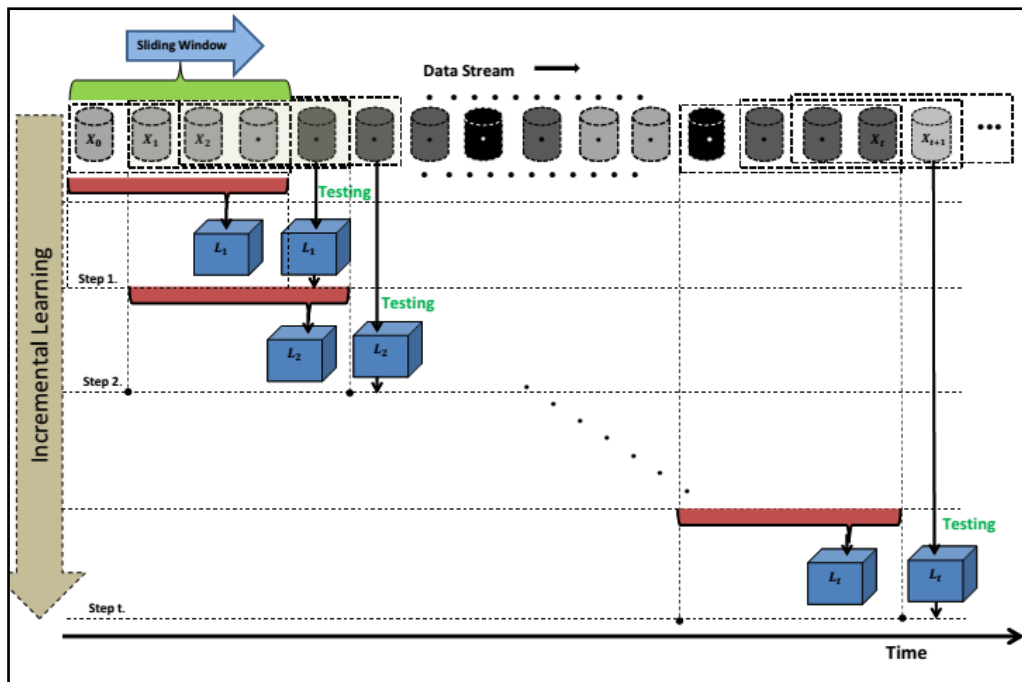 Sliding Window
Data Stream
X₀ X₁ X₂ Xₜ Xₜ₊₁
Testing
L₁ L₁
Step 1.
Testing
L₂ L₂
Step 2.
Incremental Learning
Testing
Lₜ Lₜ
Step t.
Time